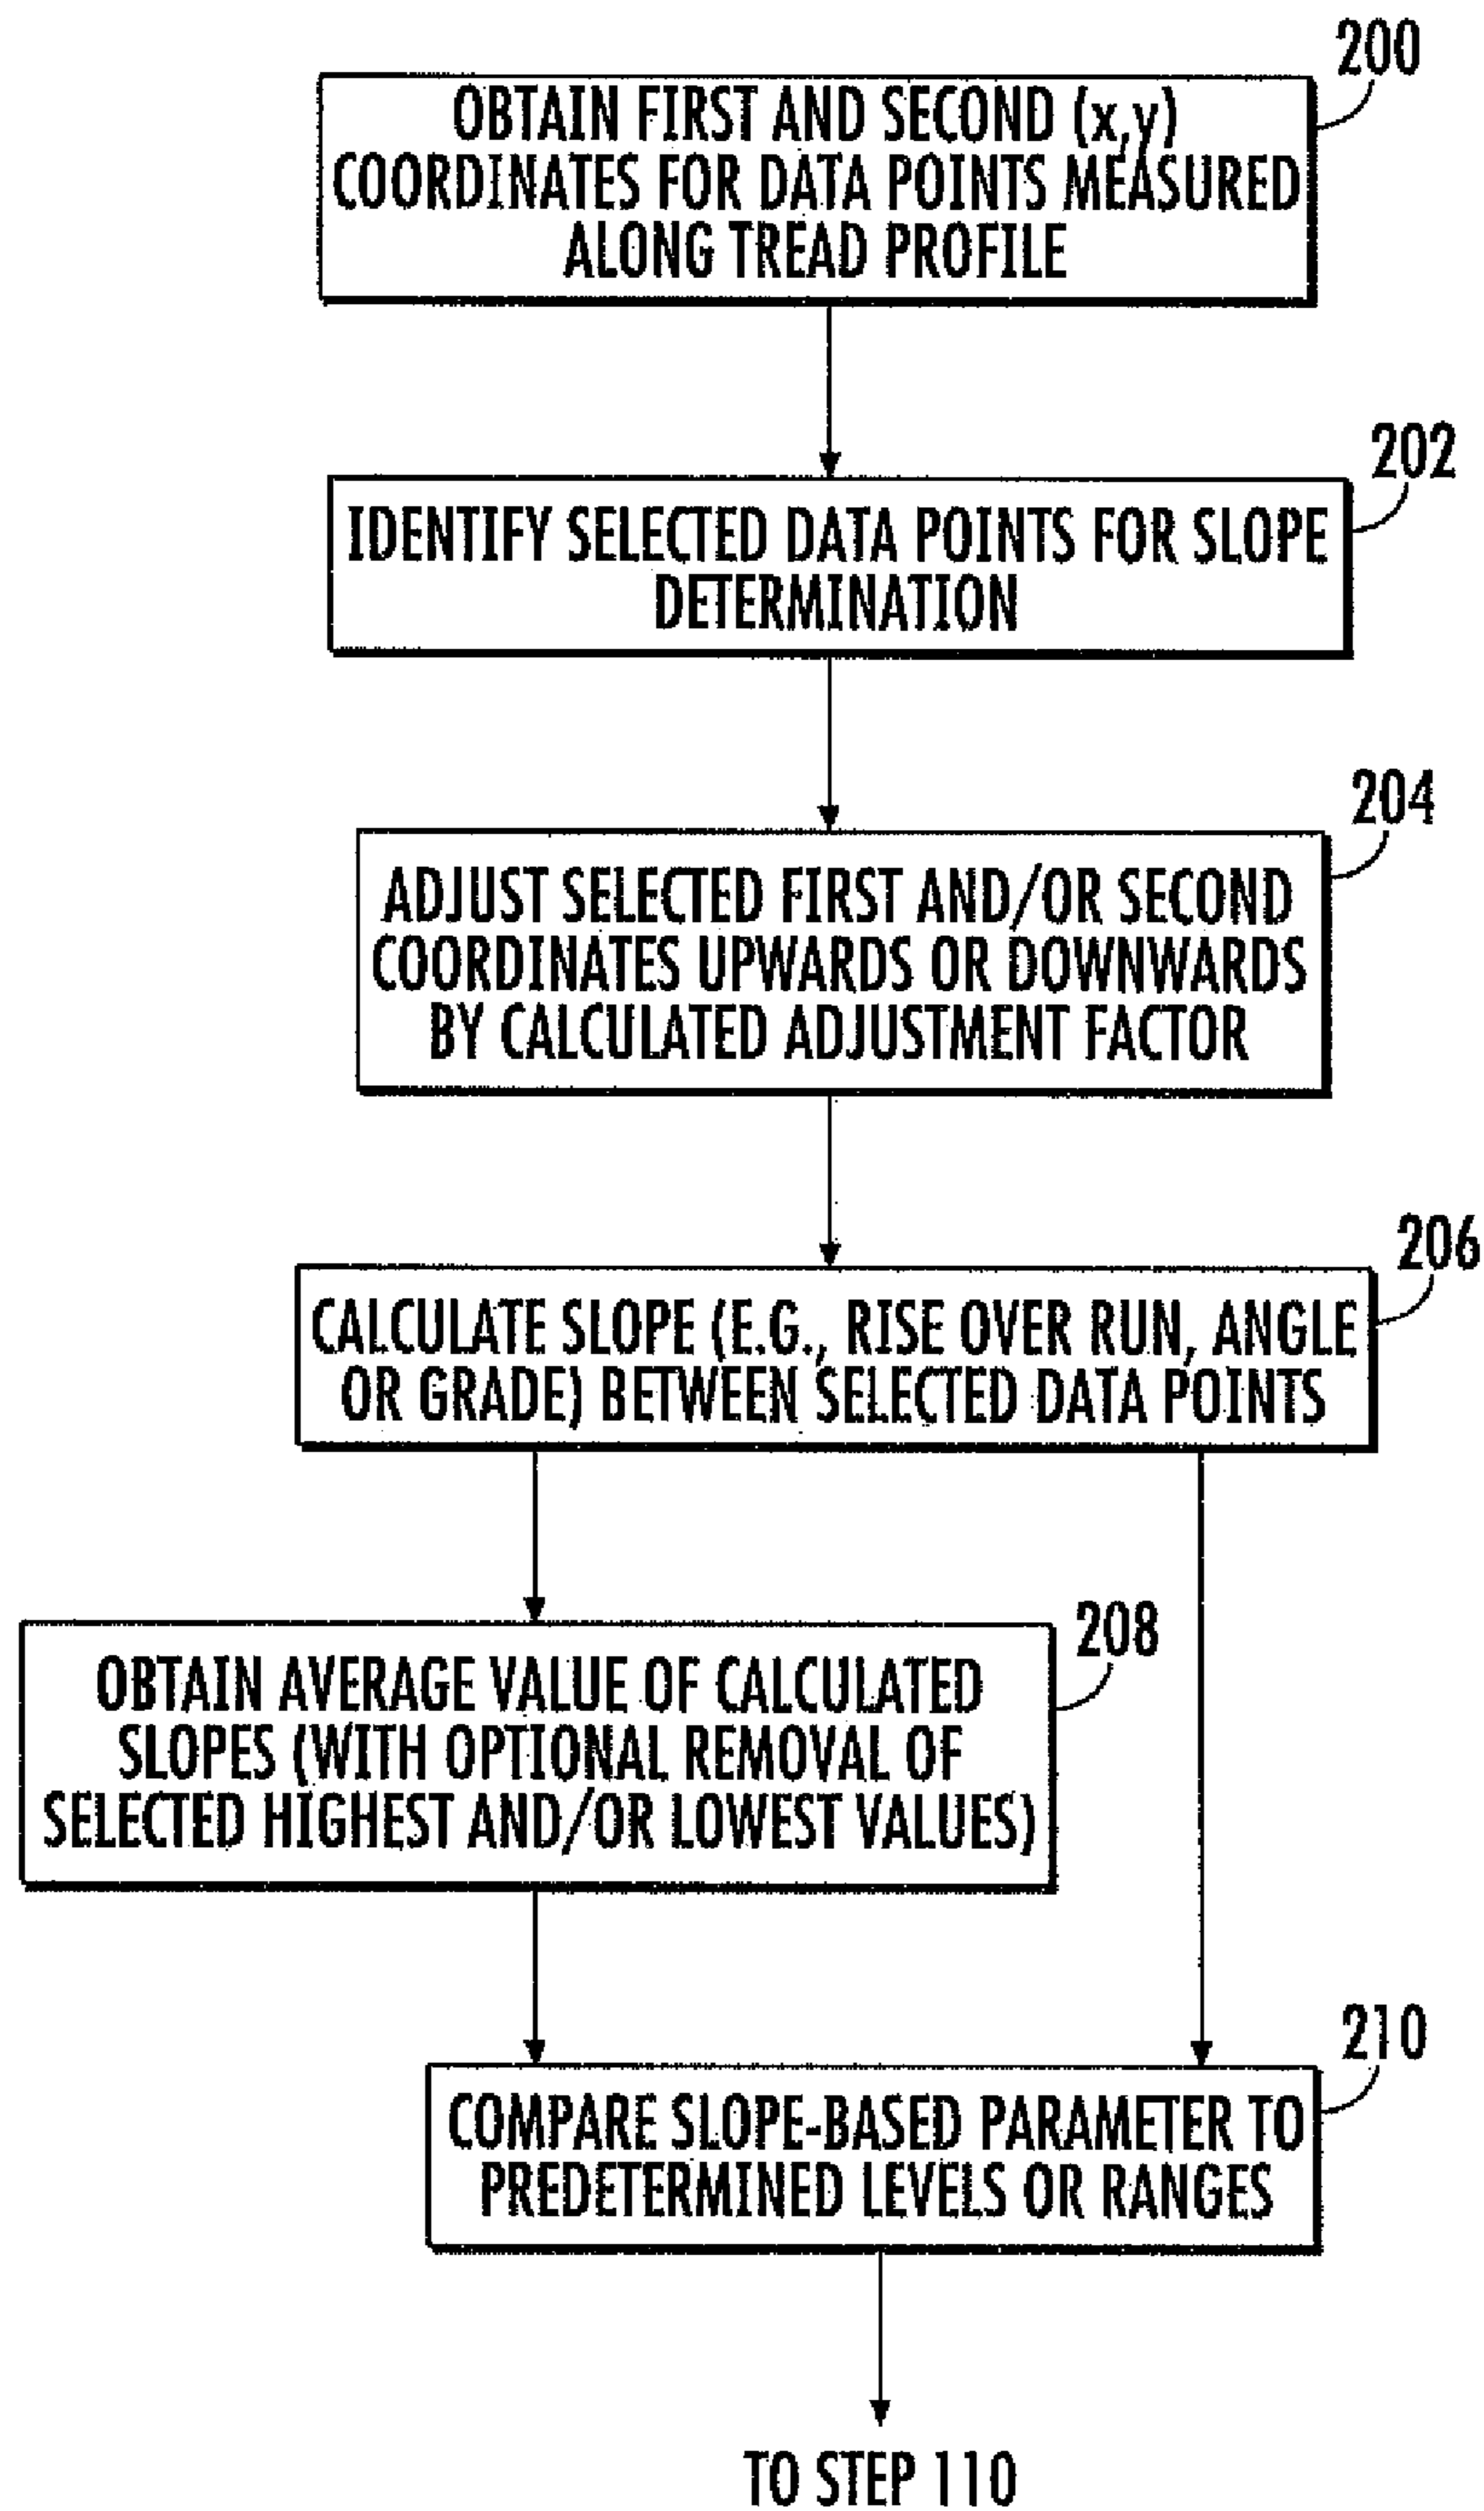 200
OBTAIN FIRST AND SECOND (x,y)
COORDINATES FOR DATA POINTS MEASURED
ALONG TREAD PROFILE
202
IDENTIFY SELECTED DATA POINTS FOR SLOPE
DETERMINATION
204
ADJUST SELECTED FIRST AND/OR SECOND
COORDINATES UPWARDS OR DOWNWARDS
BY CALCULATED ADJUSTMENT FACTOR
206
CALCULATE SLOPE (E.G., RISE OVER RUN, ANGLE
OR GRADE) BETWEEN SELECTED DATA POINTS
208
OBTAIN AVERAGE VALUE OF CALCULATED
SLOPES (WITH OPTIONAL REMOVAL OF
SELECTED HIGHEST AND/OR LOWEST VALUES)
210
COMPARE SLOPE-BASED PARAMETER TO
PREDETERMINED LEVELS OR RANGES
TO STEP 110